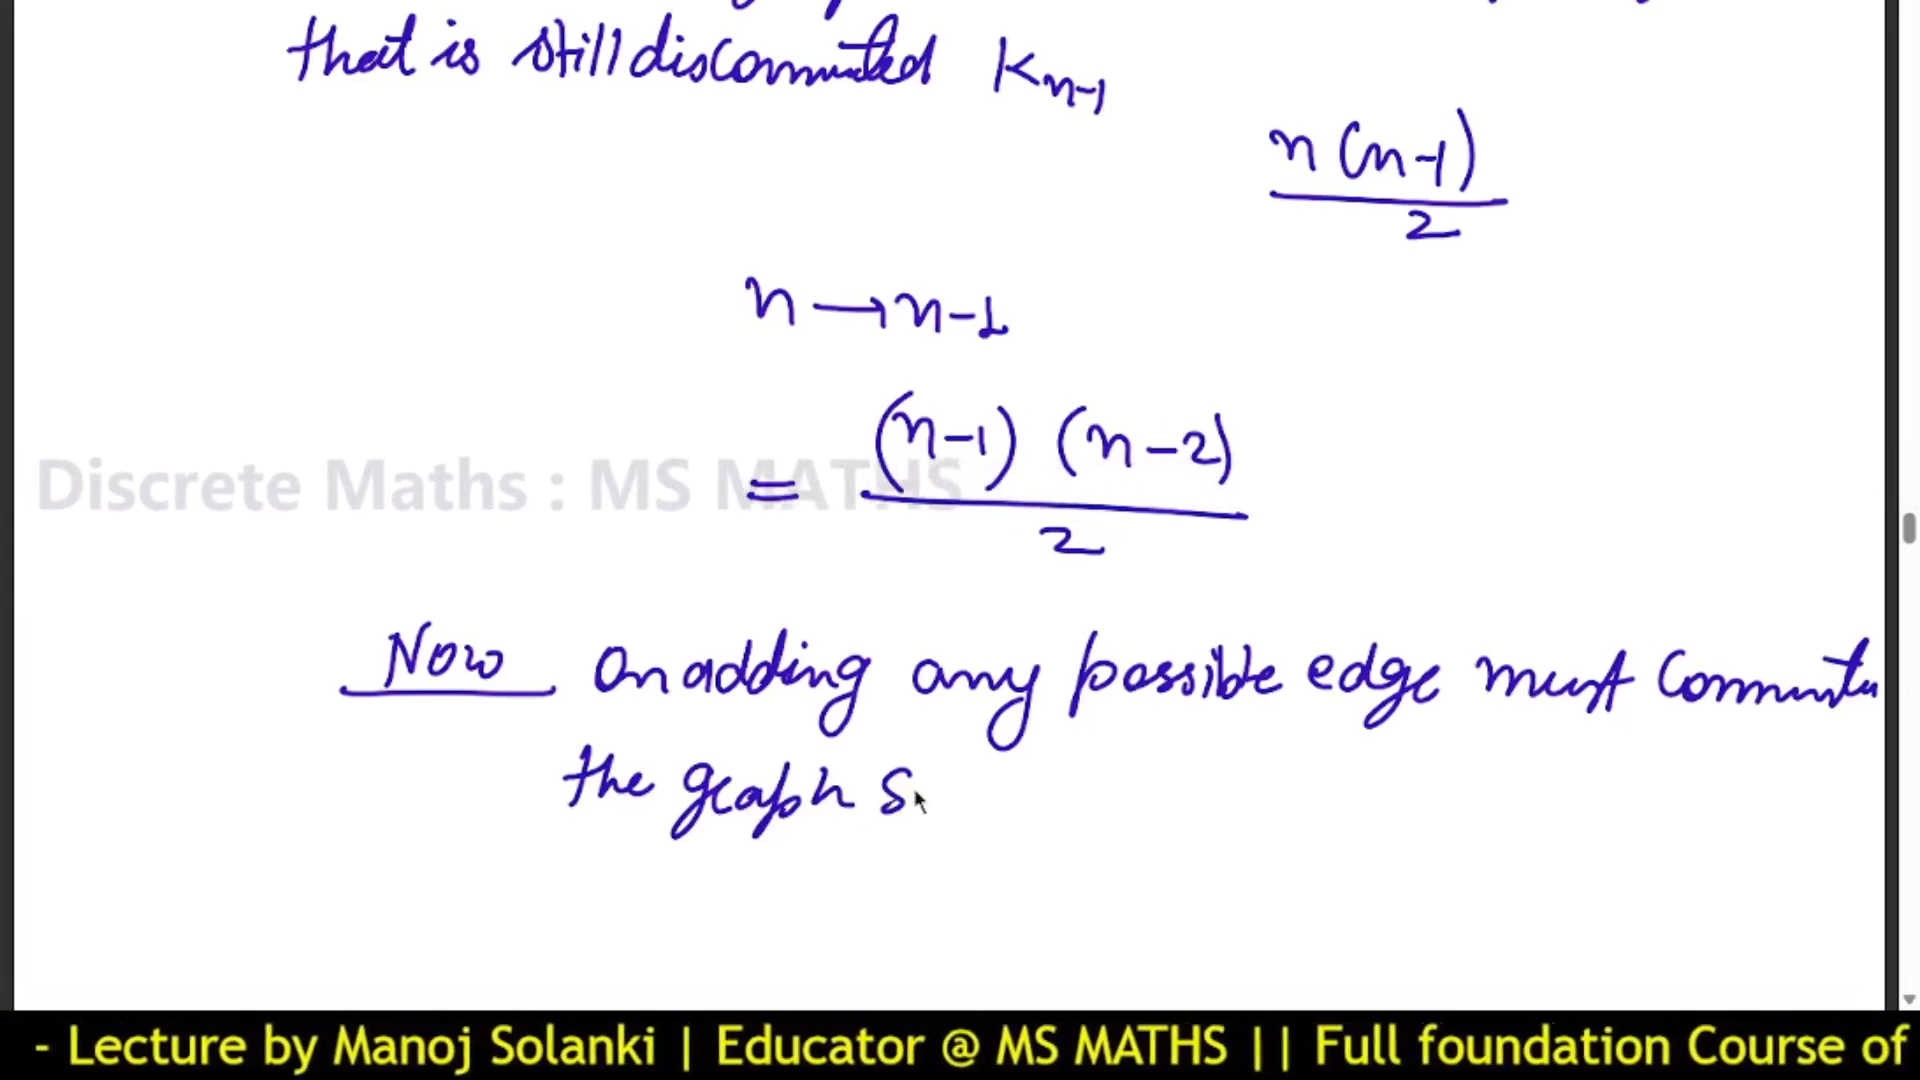 that is still disconnected K_{n-1}
n(n-1)
2
n → n-1
= (n-1) (n-2)
2
Discrete Maths : MS MATHS
Now On adding any possible edge must
the graph S
- Lecture by Manoj Solanki | Educator @ MS MATHS || Full foundation Course of